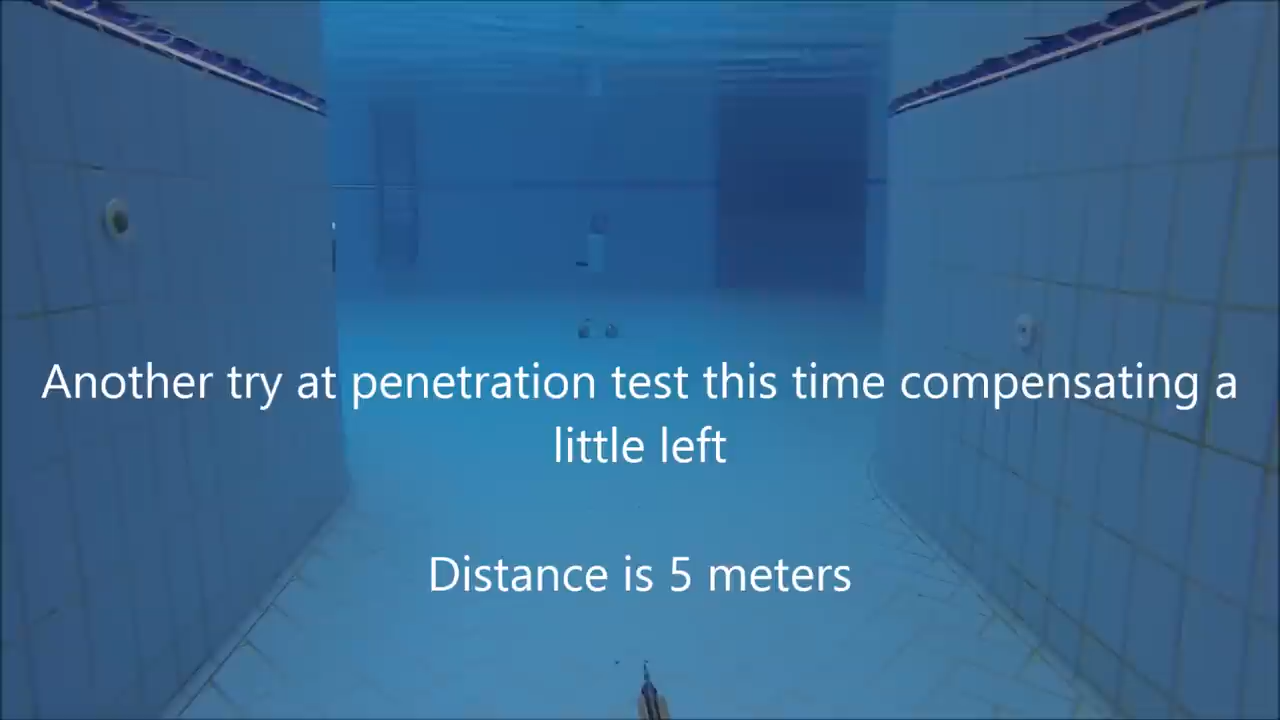 Another try at penetration test this time compensating a
little left
Distance is 5 meters